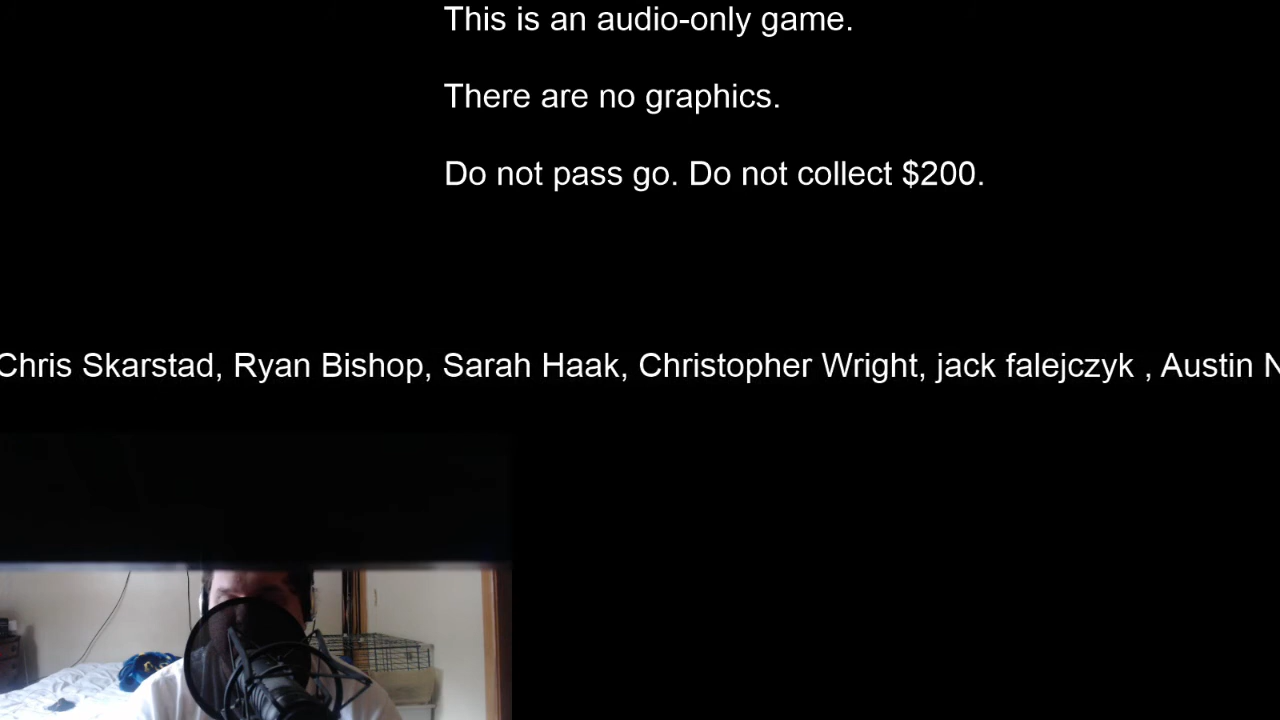 This is an audio-only game.
There are no graphics.
Do not pass go. Do not collect $200.
Chris Skarstad, Ryan Bishop, Sarah Haak, Christopher Wright, jack falejczyk , Austin N